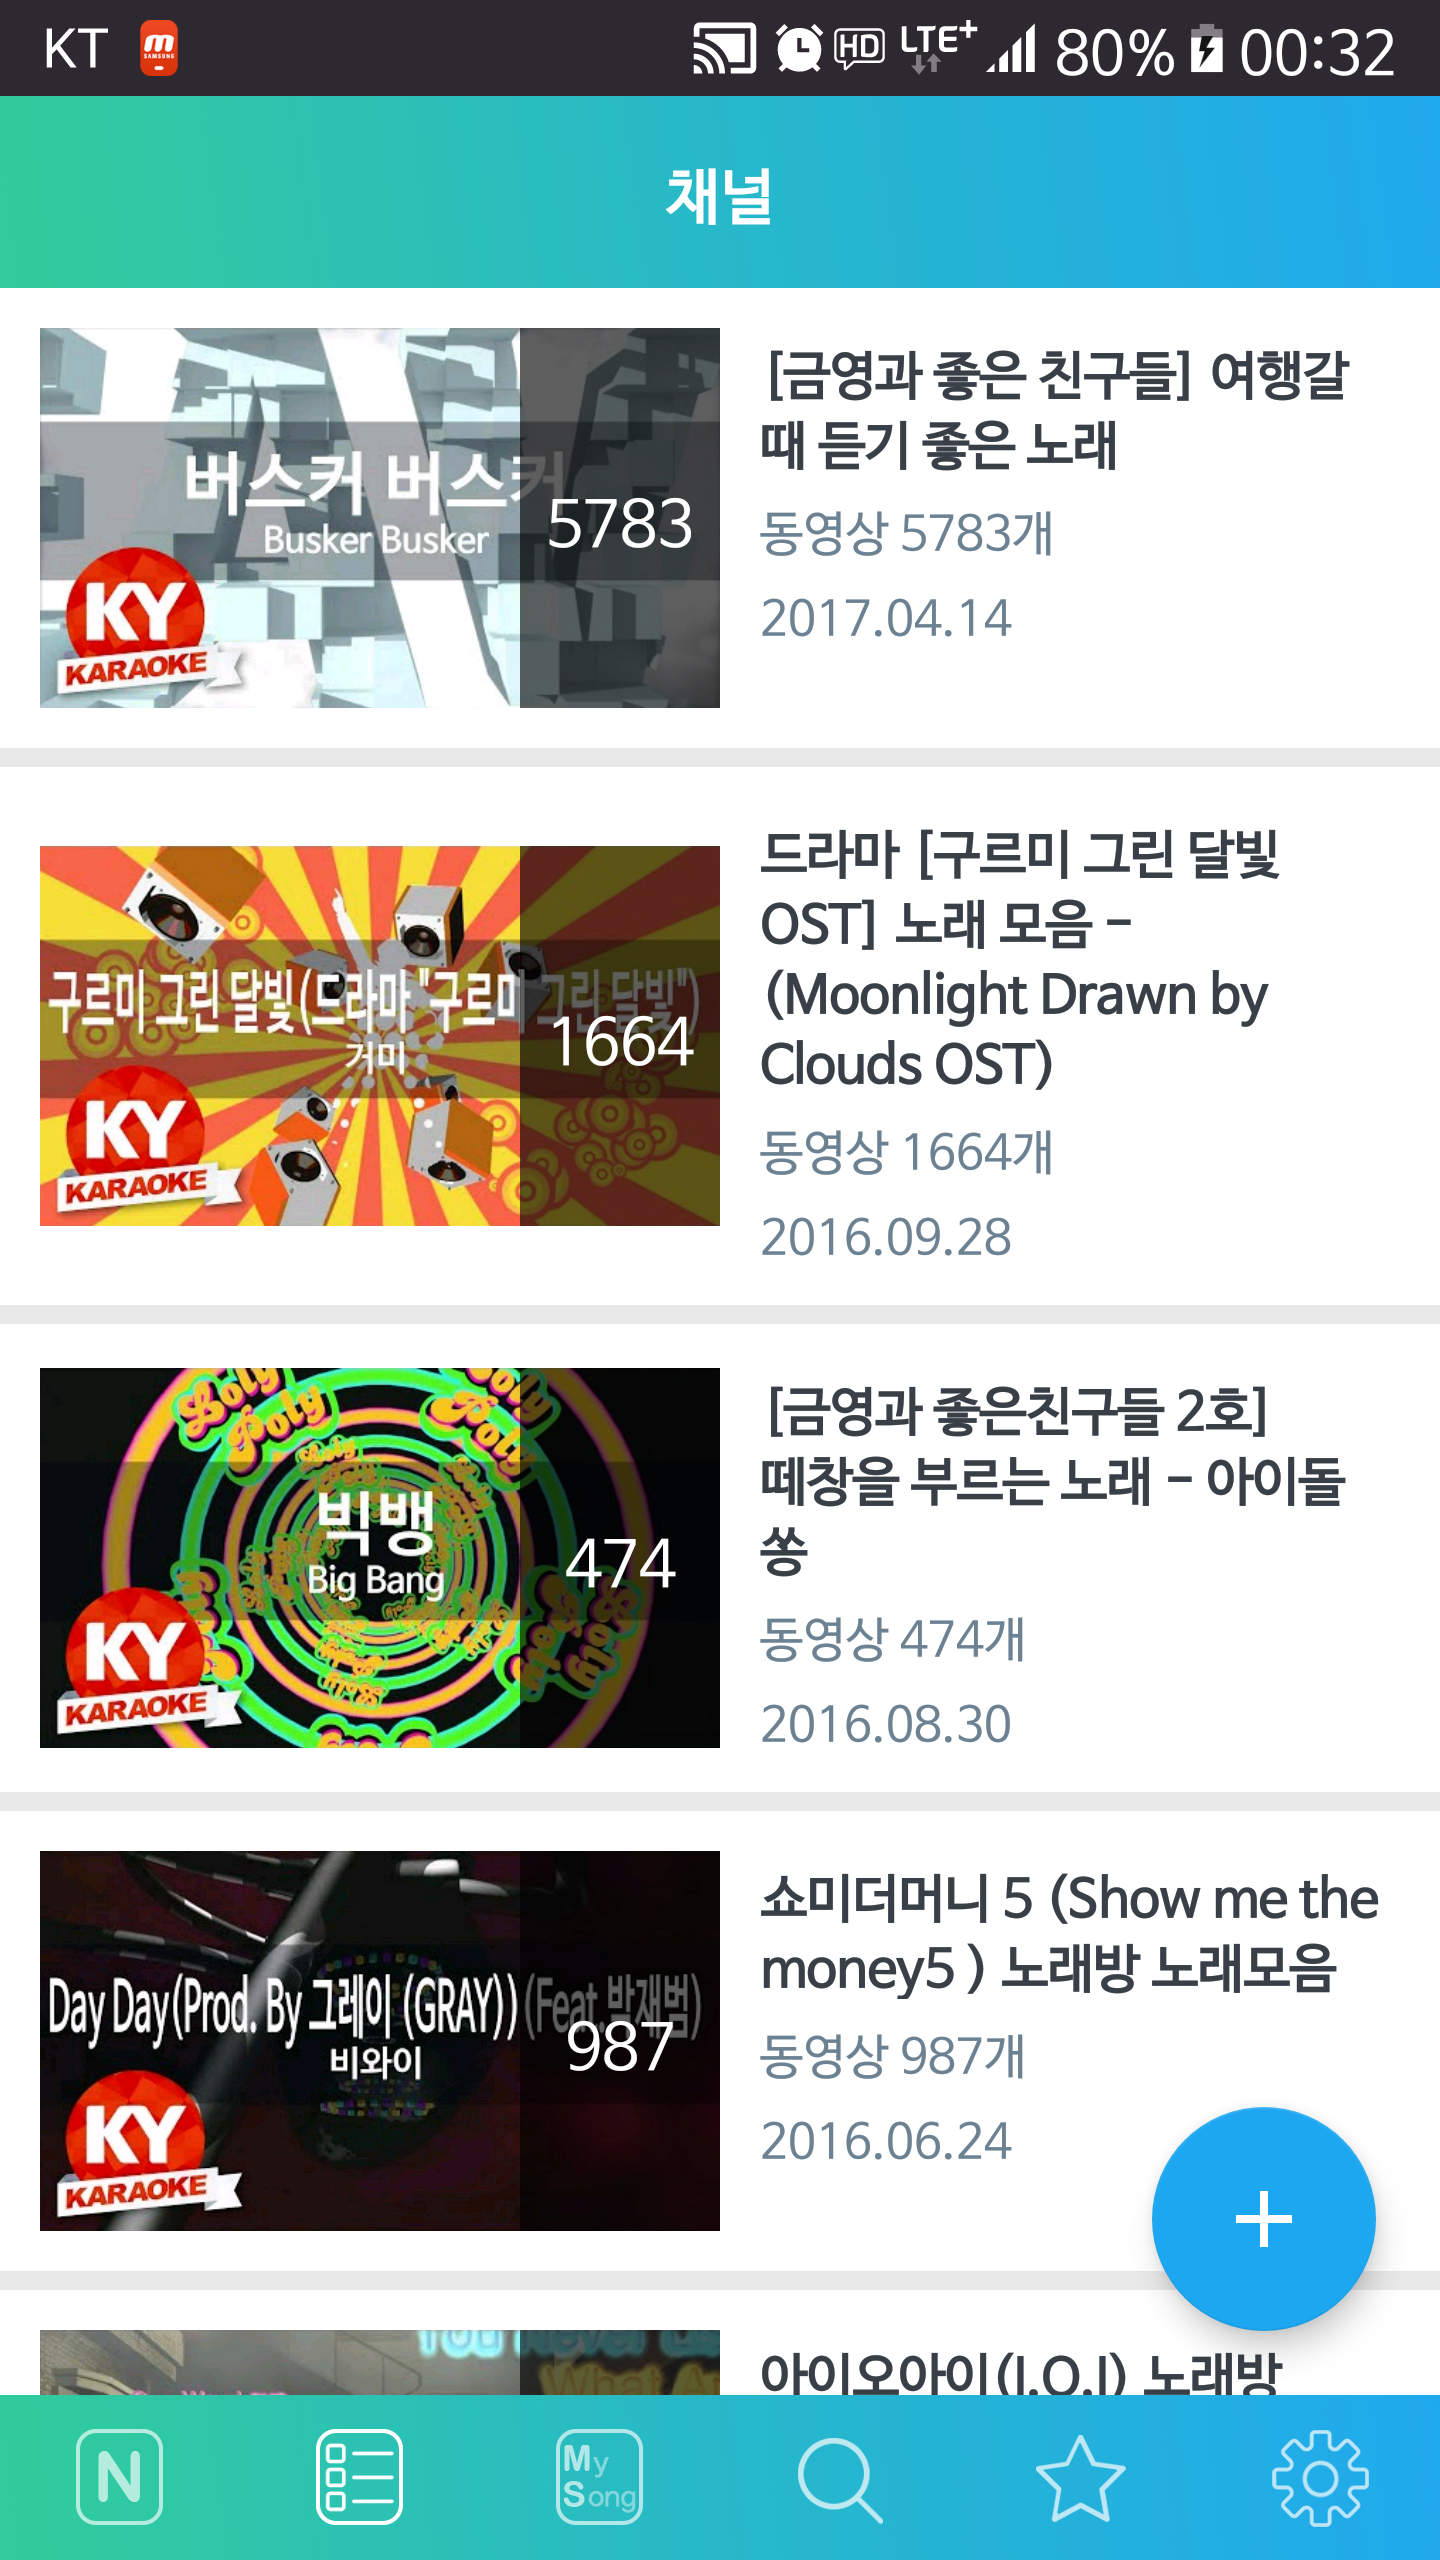 KT
m
SAMSUNG
HD
LTE+
80%
00:32
채널
버스커 버스커
Busker Busker
5783
KY
KARAOKE
[금영과 좋은 친구들] 여행갈
때 듣기 좋은 노래
동영상 5783개
2017.04.14
구르미 그린 달빛(드라마 "구르미 그린 달빛")
거미
1664
KY
KARAOKE
드라마 [구르미 그린 달빛
OST] 노래 모음 -
(Moonlight Drawn by
Clouds OST)
동영상 1664개
2016.09.28
Loly
Poly
빅뱅
Big Bang
474
KY
KARAOKE
[금영과 좋은친구들 2호]
떼창을 부르는 노래 - 아이돌
쏭
동영상 474개
2016.08.30
Day Day(Prod. By 그레이 (GRAY)) (Feat.박재범)
비와이
987
KY
KARAOKE
쇼미더머니 5 (Show me the
money5 ) 노래방 노래모음
동영상 987개
2016.06.24
What
아이오아이(I.O.I) 노래방
N
My
Song